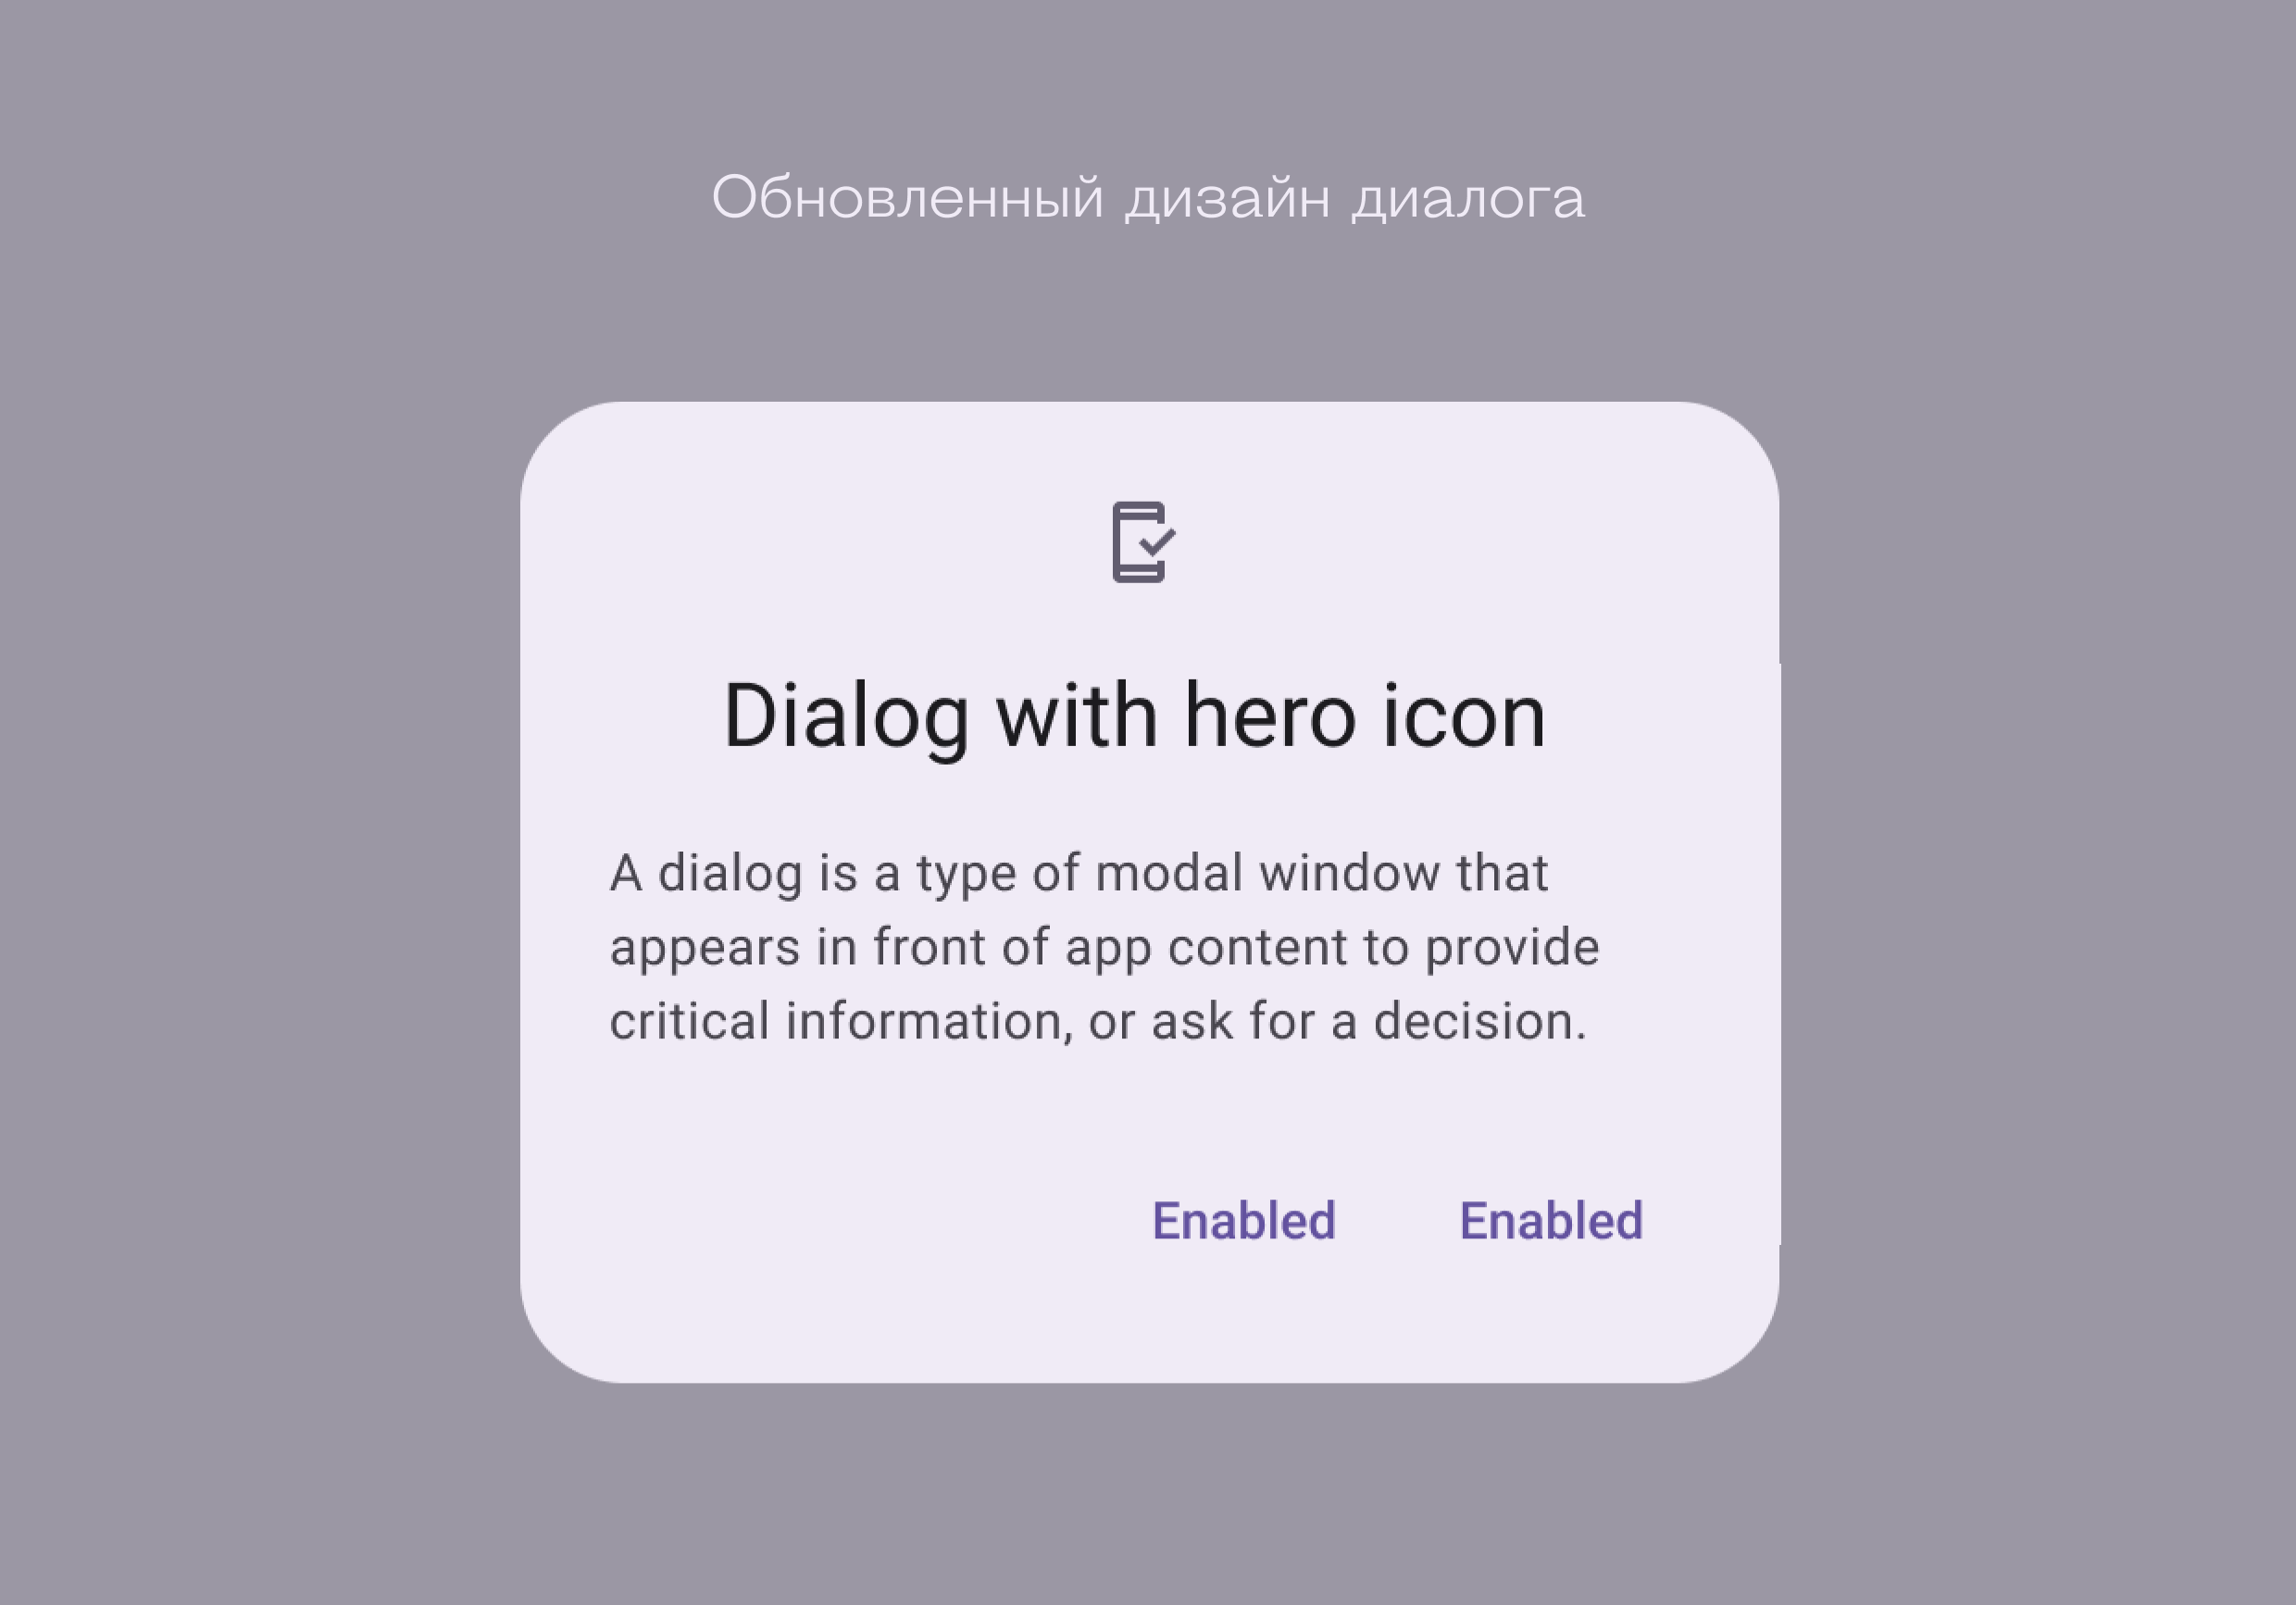 Обновленный дизайн диалога
Dialog with hero icon
A dialog is a type of modal window that
appears in front of app content to provide
critical information, or ask for a decision.
Enabled Enabled